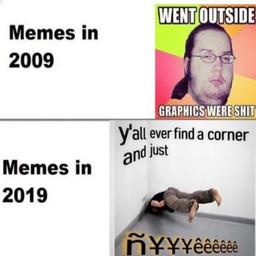 Memes in
2009
WENT OUTSIDE
GRAPHICS WERE SHIT
Memes in
2019
y'all ever find a corner
and just
ñ¥¥¥êêêêêê